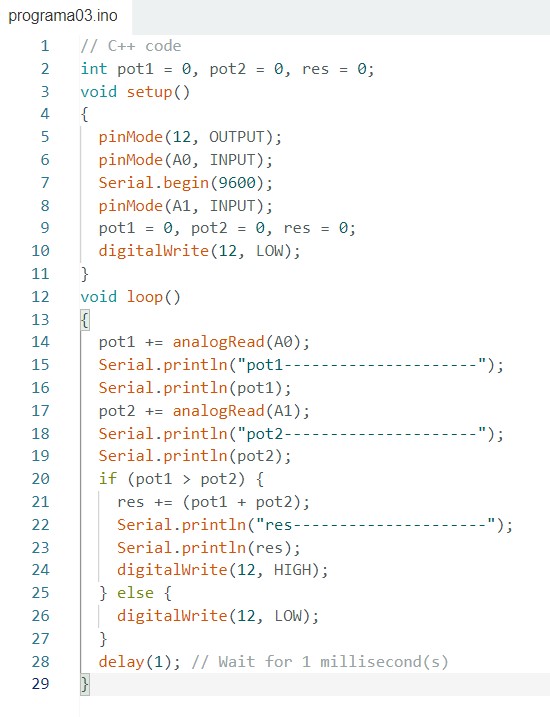 programa03.ino
1 // C++ code
2 int pot1 = 0, pot2 = 0, res = 0;
3 void setup()
4 {
5   pinMode(12, OUTPUT);
6   pinMode(A0, INPUT);
7   Serial.begin(9600);
8   pinMode(A1, INPUT);
9   pot1 = 0, pot2 = 0, res = 0;
10   digitalWrite(12, LOW);
11 }
12 void loop()
13 {
14   pot1 += analogRead(A0);
15   Serial.println("pot1---------------------");
16   Serial.println(pot1);
17   pot2 += analogRead(A1);
18   Serial.println("pot2---------------------");
19   Serial.println(pot2);
20   if (pot1 > pot2) {
21     res += (pot1 + pot2);
22     Serial.println("res---------------------");
23     Serial.println(res);
24     digitalWrite(12, HIGH);
25   } else {
26     digitalWrite(12, LOW);
27   }
28   delay(1); // Wait for 1 millisecond(s)
29 }